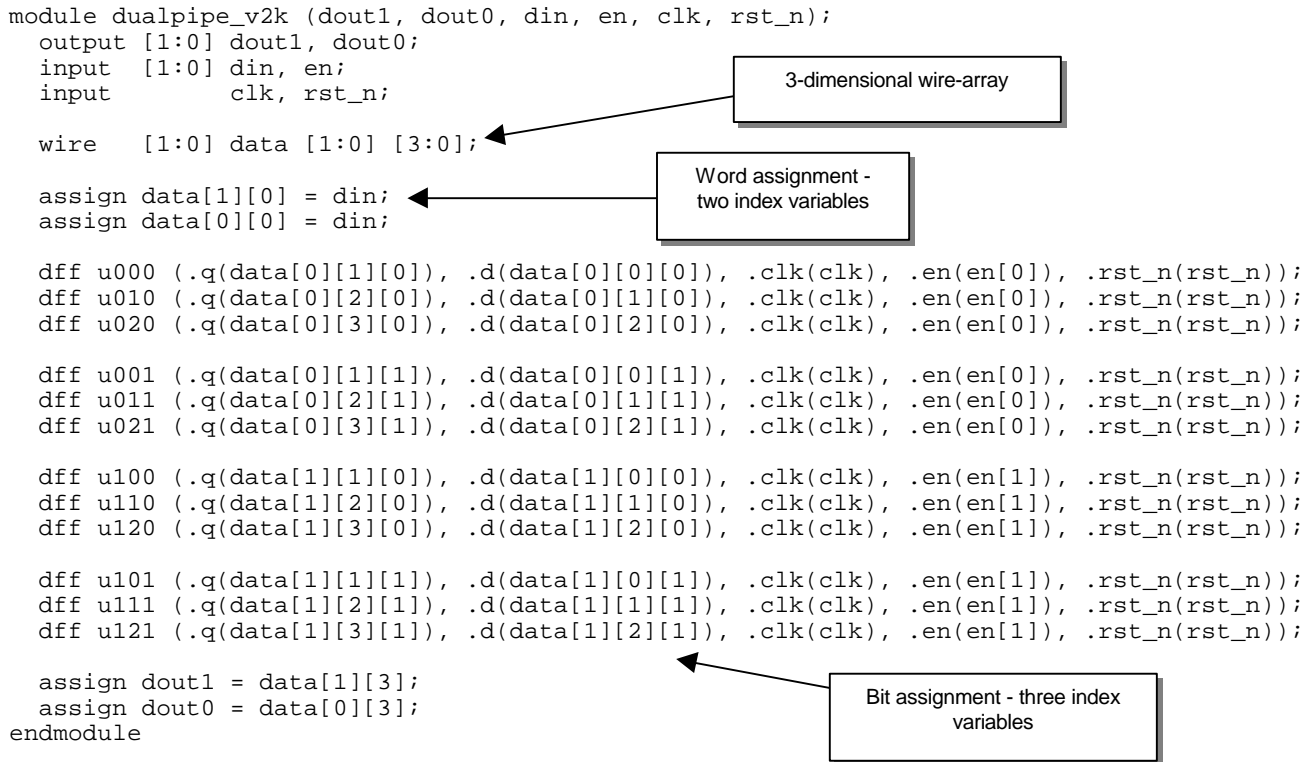 module dualpipe_v2k (dout1, dout0, din, en, clk, rst_n);
output [1:0] dout1, dout0;
input [1:0] din, en;
input clk, rst_n;
3-dimensional wire-array
wire [1:0] data [1:0] [3:0];
Word assignment -
two index variables
assign data[1][0] = din;
assign data[0][0] = din;
dff u000 (.q(data[0][1][0]), .d(data[0][0][0]), .clk(clk), .en(en[0]), .rst_n(rst_n));
dff u010 (.q(data[0][2][0]), .d(data[0][1][0]), .clk(clk), .en(en[0]), .rst_n(rst_n));
dff u020 (.q(data[0][3][0]), .d(data[0][2][0]), .clk(clk), .en(en[0]), .rst_n(rst_n));
dff u001 (.q(data[0][1][1]), .d(data[0][0][1]), .clk(clk), .en(en[0]), .rst_n(rst_n));
dff u011 (.q(data[0][2][1]), .d(data[0][1][1]), .clk(clk), .en(en[0]), .rst_n(rst_n));
dff u021 (.q(data[0][3][1]), .d(data[0][2][1]), .clk(clk), .en(en[0]), .rst_n(rst_n));
dff u100 (.q(data[1][1][0]), .d(data[1][0][0]), .clk(clk), .en(en[1]), .rst_n(rst_n));
dff u110 (.q(data[1][2][0]), .d(data[1][1][0]), .clk(clk), .en(en[1]), .rst_n(rst_n));
dff u120 (.q(data[1][3][0]), .d(data[1][2][0]), .clk(clk), .en(en[1]), .rst_n(rst_n));
dff u101 (.q(data[1][1][1]), .d(data[1][0][1]), .clk(clk), .en(en[1]), .rst_n(rst_n));
dff u111 (.q(data[1][2][1]), .d(data[1][1][1]), .clk(clk), .en(en[1]), .rst_n(rst_n));
dff u121 (.q(data[1][3][1]), .d(data[1][2][1]), .clk(clk), .en(en[1]), .rst_n(rst_n));
assign dout1 = data[1][3];
assign dout0 = data[0][3];
endmodule
Bit assignment - three index
variables